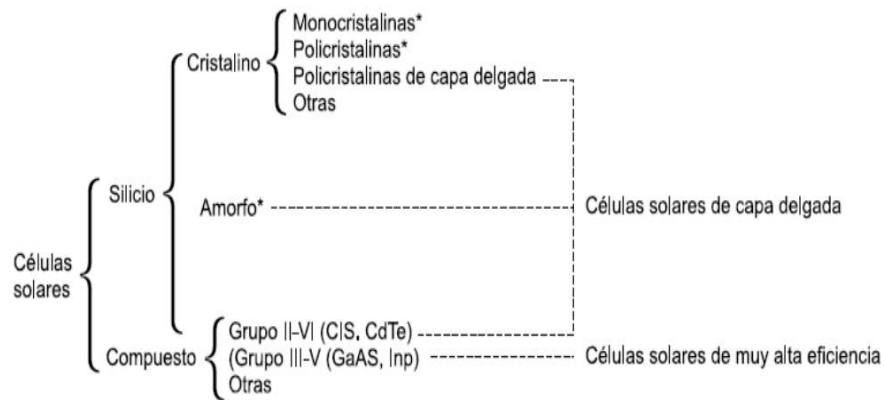 Monocristalinas*
Policristalinas*
Cristalino
Policristalinas de capa delgada
Otras
Silicio
Amorfo*
Células solares de capa delgada
Células
solares
Grupo II-VI (CIS, CdTe)
Compuesto
(Grupo III-V (GaAS, Inp)
Células solares de muy alta eficiencia
Otras